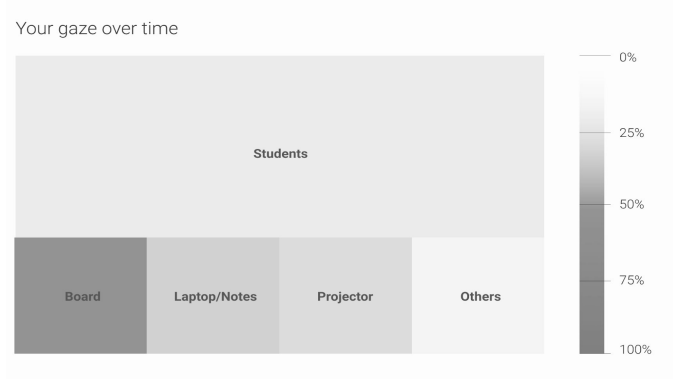 Your gaze over time
0%
Students
25%
50%
75%
Board
Laptop/Notes
Projector
Others
100%